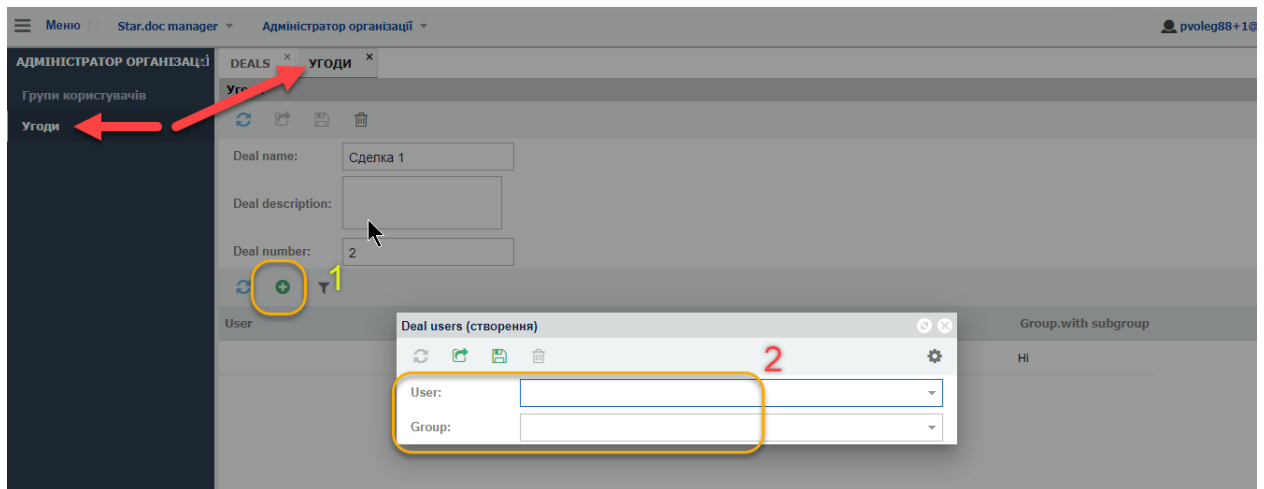 Меню Star.doc manager Адміністратор організації pvoleg88+1@
АДМІНІСТРАТОР ОРГАНІЗАЦІЇ DEALS × УГОДИ ×
Групи користувачів
Угоди
Deal name: Сделка 1
Deal description:
Deal number: 2
1
User Group.with subgroup
Ні
Deal users (створення)
2
User:
Group: